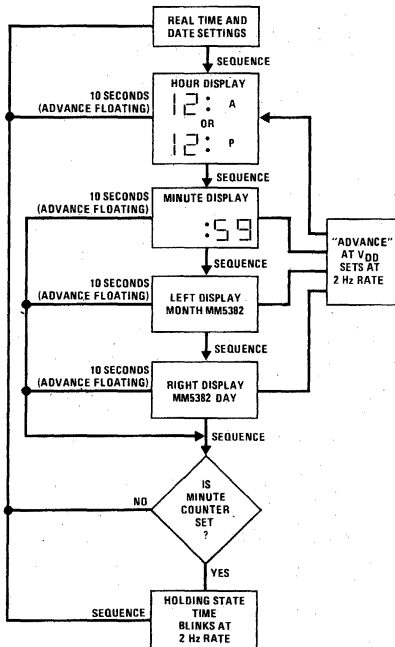 REAL TIME AND
DATE SETTINGS
SEQUENCE
10 SECONDS
(ADVANCE FLOATING)
HOUR DISPLAY
12: A
OR
12: P
SEQUENCE
10 SECONDS
(ADVANCE FLOATING)
MINUTE DISPLAY
:59
"ADVANCE"
AT VDD
SETS AT
2 Hz RATE
SEQUENCE
10 SECONDS
(ADVANCE FLOATING)
LEFT DISPLAY
MONTH MM5382
SEQUENCE
10 SECONDS
(ADVANCE FLOATING)
RIGHT DISPLAY
MM5382 DAY
SEQUENCE
IS
MINUTE
COUNTER
SET
?
NO
YES
SEQUENCE
HOLDING STATE
TIME
BLINKS AT
2 Hz RATE